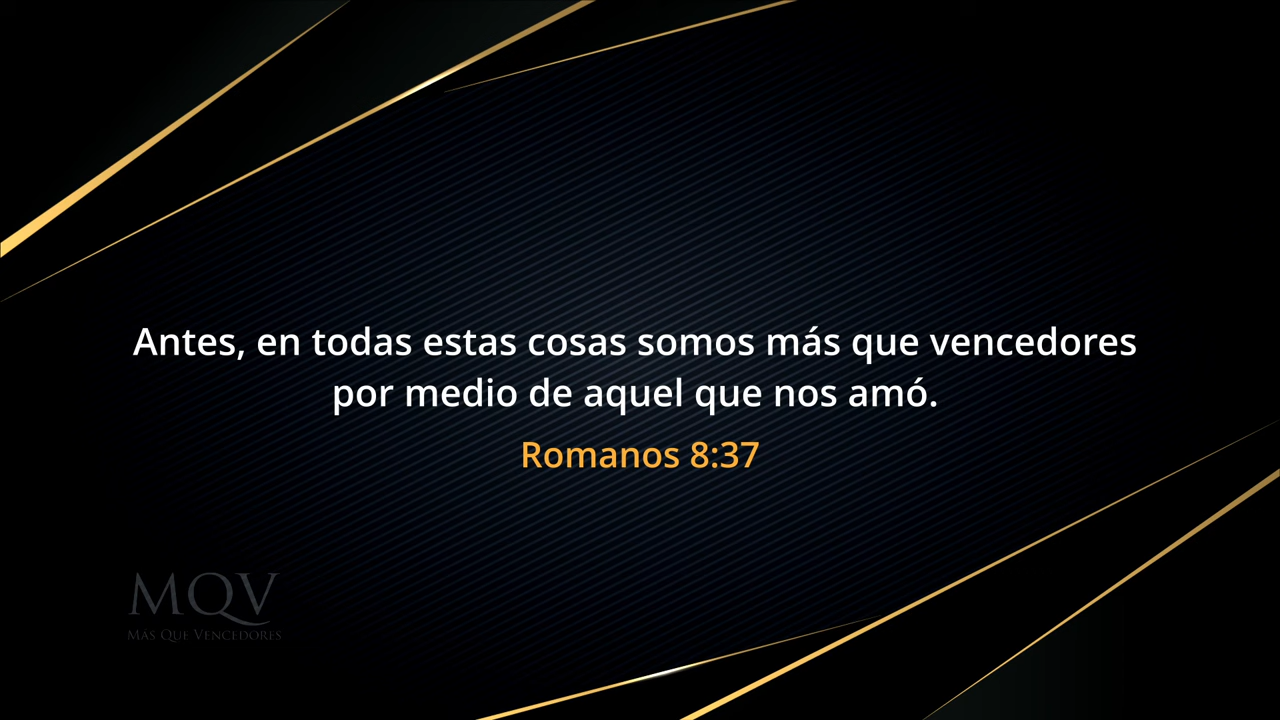 Antes, en todas estas cosas somos más que vencedores
por medio de aquel que nos amó.
Romanos 8:37
MQV
Más Que Vencedores